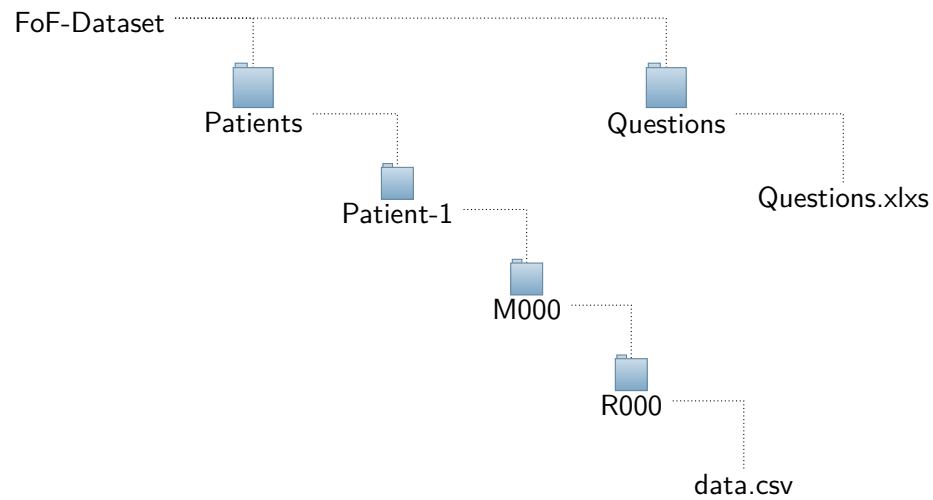 FoF-Dataset
Patients
Questions
Questions.xlxs
Patient-1
M000
R000
data.csv